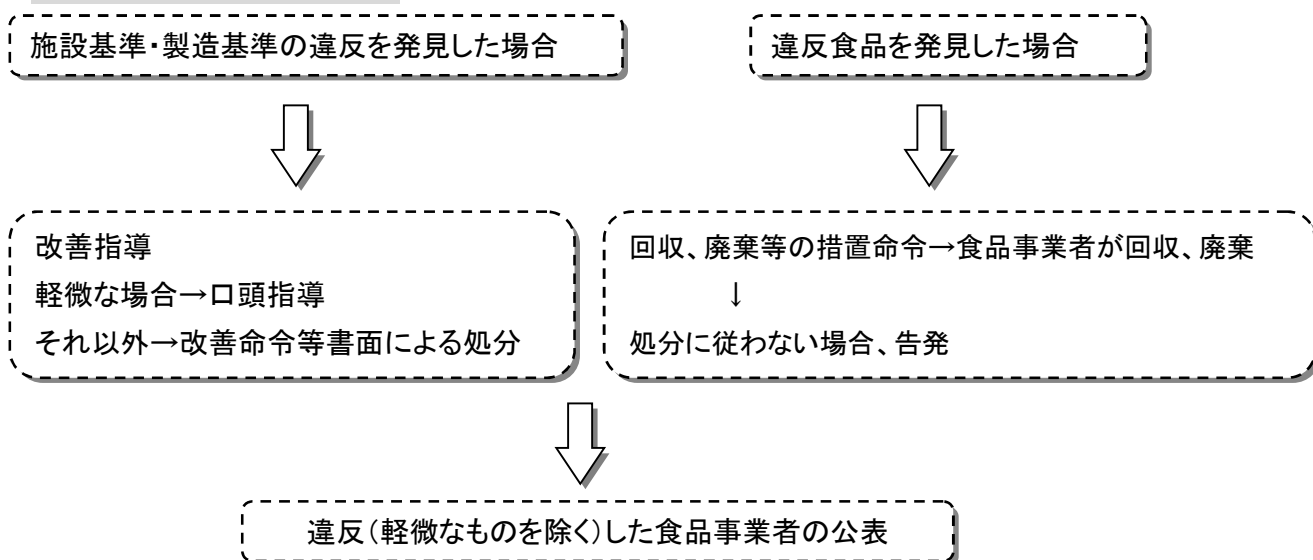 施設基準・製造基準の違反を発見した場合
違反食品を発見した場合
改善指導
軽微な場合→口頭指導
それ以外→改善命令等書面による処分
回収、廃棄等の措置命令→食品事業者が回収、廃棄
↓
処分に従わない場合、告発
違反(軽微なものを除く)した食品事業者の公表